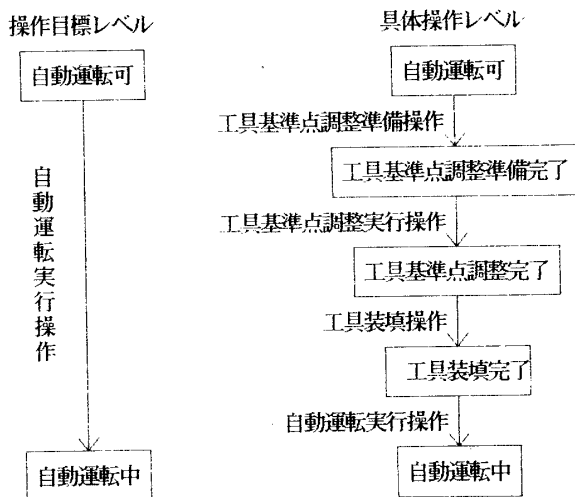 操作目標レベル
自動運転可
自動運転実行操作
自動運転中
具体操作レベル
自動運転可
工具基準点調整準備操作
工具基準点調整準備完了
工具基準点調整実行操作
工具基準点調整完了
工具装填操作
工具装填完了
自動運転実行操作
自動運転中